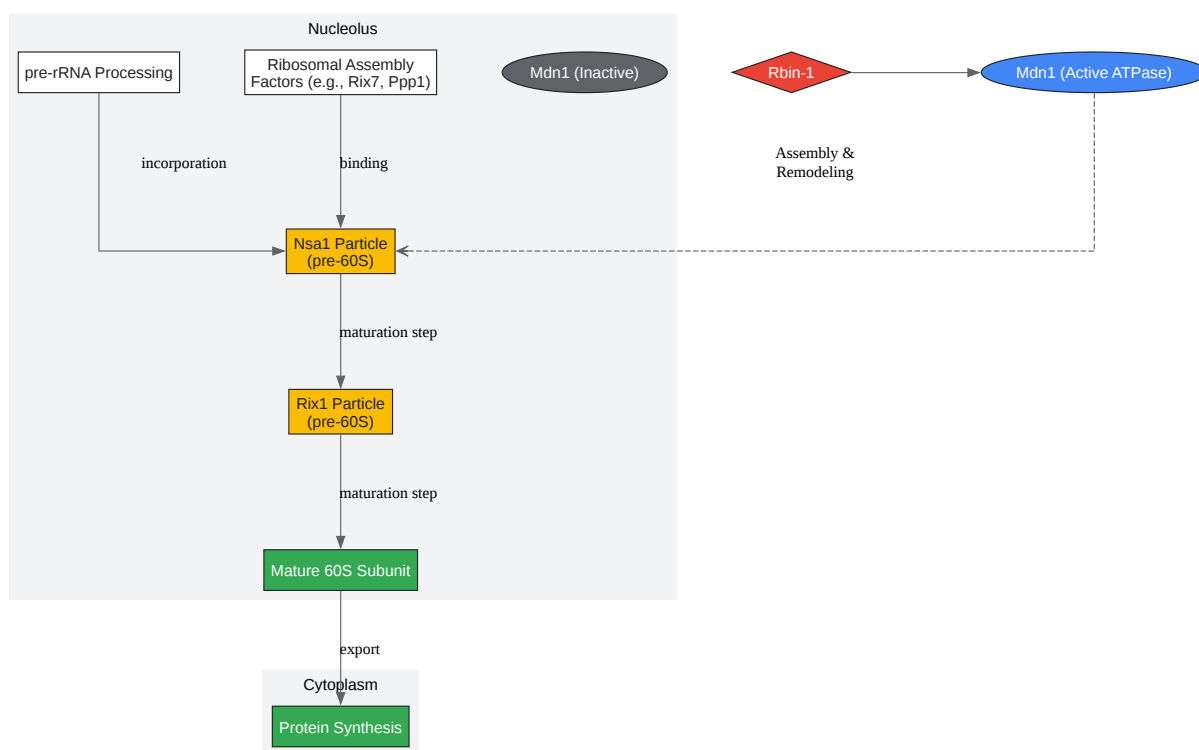 Nucleolus
pre-rRNA Processing
Ribosomal Assembly
Factors (e.g., Rix7, Ppp1)
Mdn1 (Inactive)
Rbin-1
Mdn1 (Active ATPase)
incorporation
binding
Assembly &
Remodeling
Nsa1 Particle
(pre-60S)
maturation step
Rix1 Particle
(pre-60S)
maturation step
Mature 60S Subunit
export
Cytoplasm
Protein Synthesis